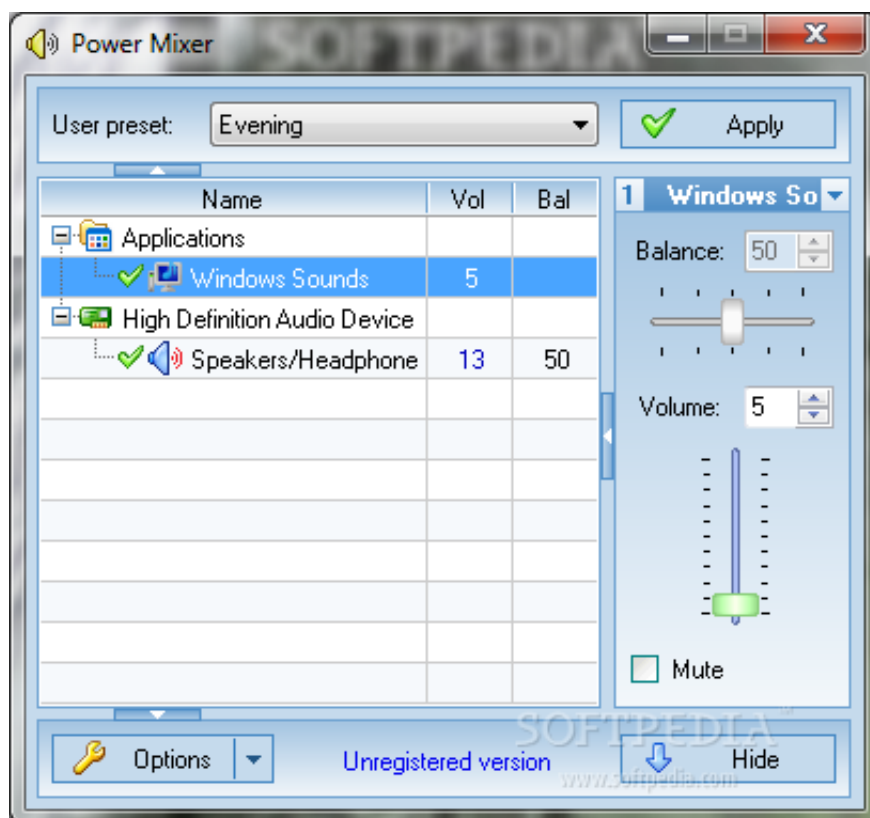 Power Mixer
SOFTPEDIA
User preset: Evening Apply
Name Vol Bal
Applications
Windows Sounds 5
High Definition Audio Device
Speakers/Headphone 13 50
1 Windows So
Balance: 50
Volume: 5
Mute
SOFTPEDIA®
www.softpedia.com
Options Unregistered version Hide